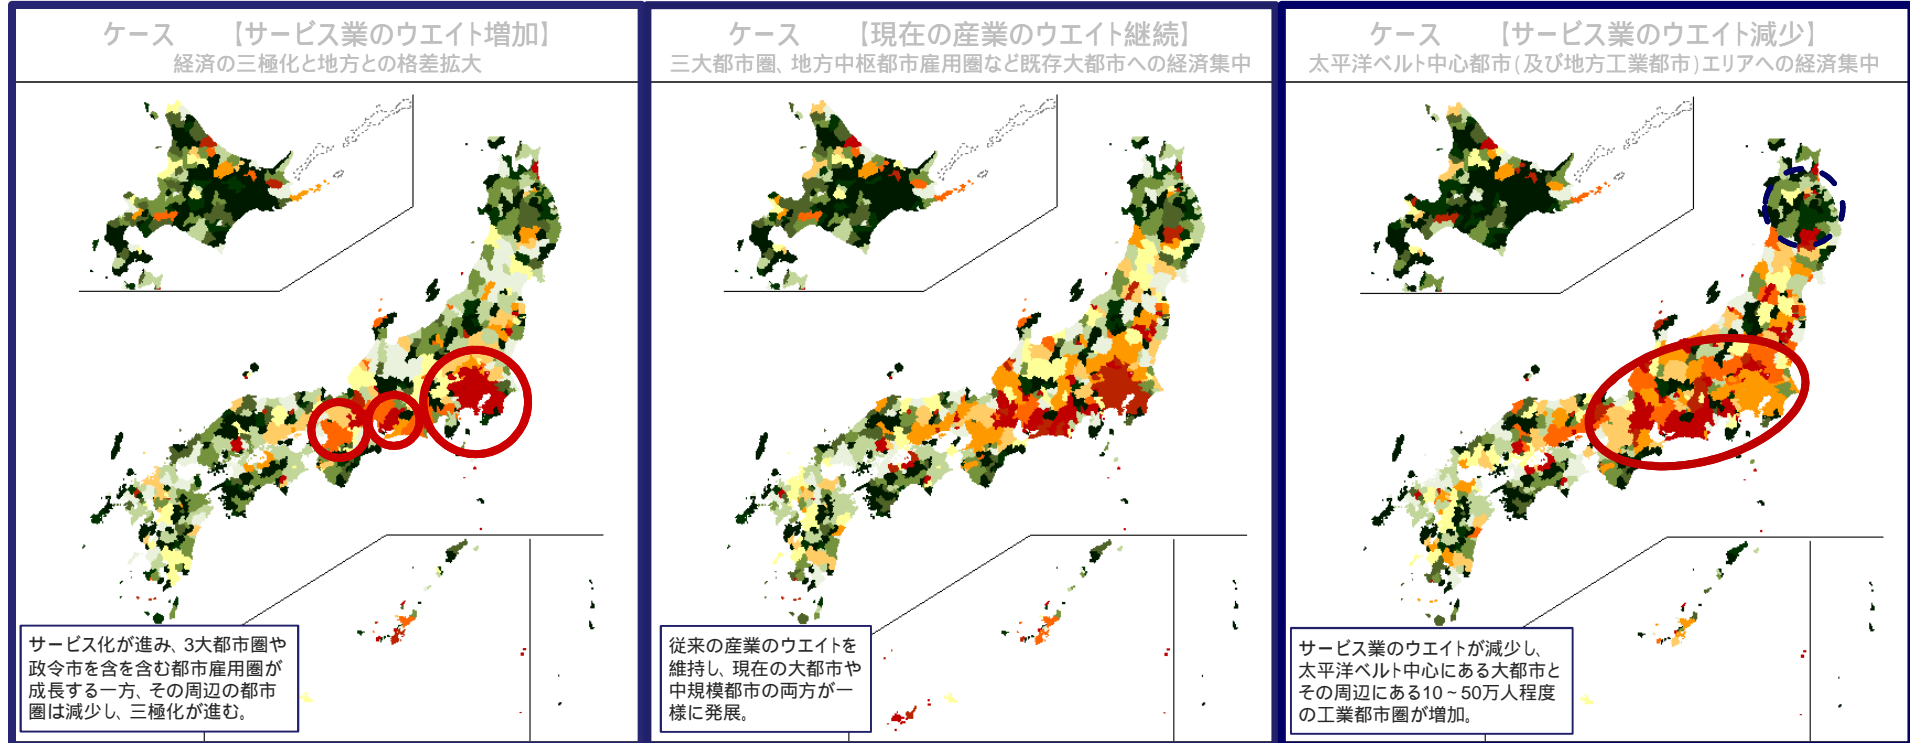 ケース　　【サービス業のウエイト増加】
経済の三極化と地方との格差拡大
サービス化が進み、3大都市圏や
政令市を含を含む都市雇用圏が
成長する一方、その周辺の都市
圏は減少し、三極化が進む。
ケース　　【現在の産業のウエイト継続】
三大都市圏、地方中枢都市雇用圏など既存大都市への経済集中
従来の産業のウエイトを
維持し、現在の大都市や
中規模都市の両方が一
様に発展。
ケース　　【サービス業のウエイト減少】
太平洋ベルト中心都市(及び地方工業都市)エリアへの経済集中
サービス業のウエイトが減少し、
太平洋ベルト中心にある大都市と
その周辺にある10～50万人程度
の工業都市圏が増加。